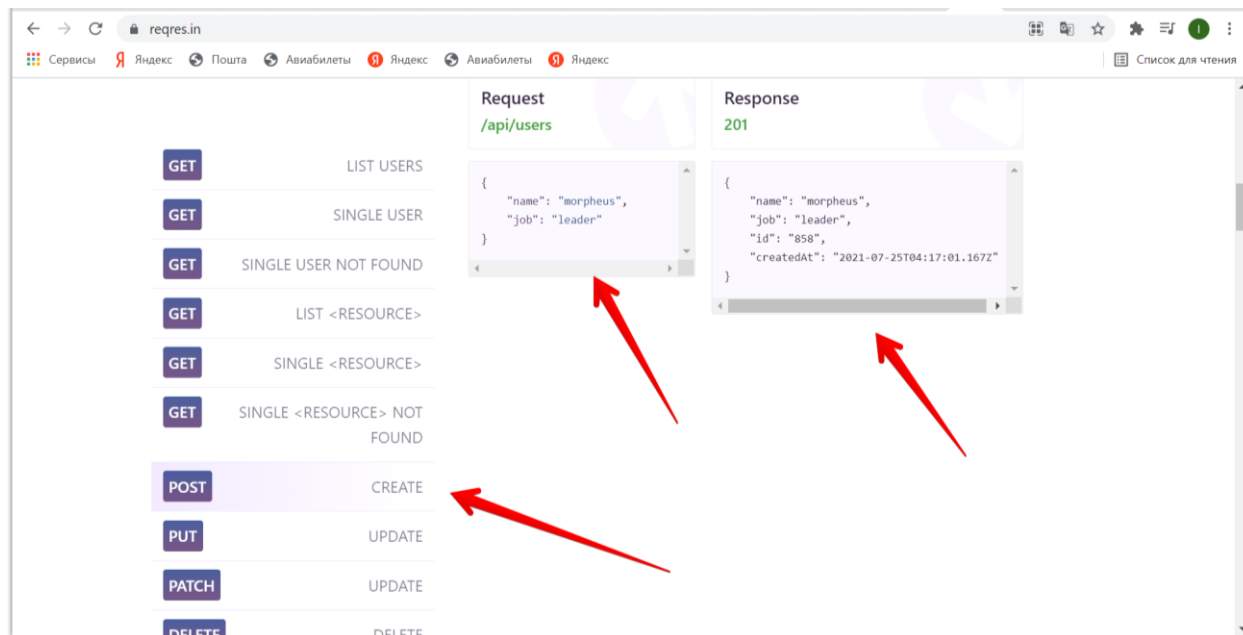 reqres.in
Сервисы Яндекс Почта Авиабилеты Яндекс Авиабилеты Яндекс Список для чтения
Request
/api/users
Response
201
{
"name": "morpheus",
"job": "leader"
}
{
"name": "morpheus",
"job": "leader",
"id": "858",
"createdAt": "2021-07-25T04:17:01.167Z"
}
GET LIST USERS
GET SINGLE USER
GET SINGLE USER NOT FOUND
GET LIST <RESOURCE>
GET SINGLE <RESOURCE>
GET SINGLE <RESOURCE> NOT
FOUND
POST CREATE
PUT UPDATE
PATCH UPDATE
DELETE DELETE